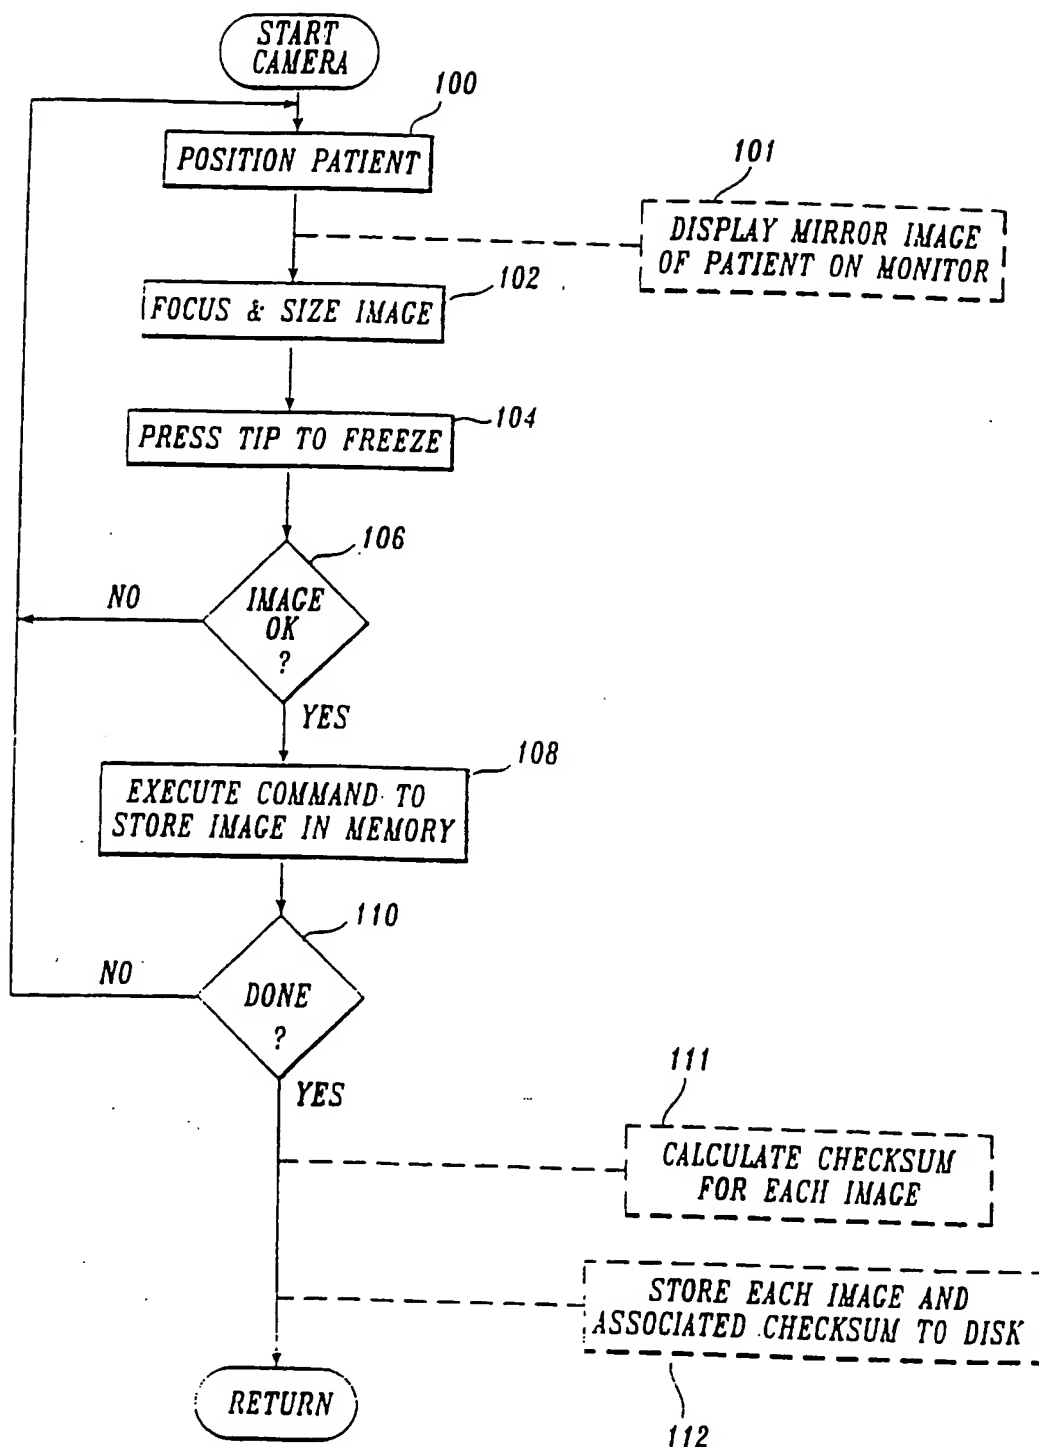 START
CAMERA
100
POSITION PATIENT
101
DISPLAY MIRROR IMAGE
OF PATIENT ON MONITOR
102
FOCUS & SIZE IMAGE
104
PRESS TIP TO FREEZE
106
NO
IMAGE
OK
?
YES
108
EXECUTE COMMAND TO
STORE IMAGE IN MEMORY
110
NO
DONE
?
YES
111
CALCULATE CHECKSUM
FOR EACH IMAGE
STORE EACH IMAGE AND
ASSOCIATED CHECKSUM TO DISK
RETURN
112